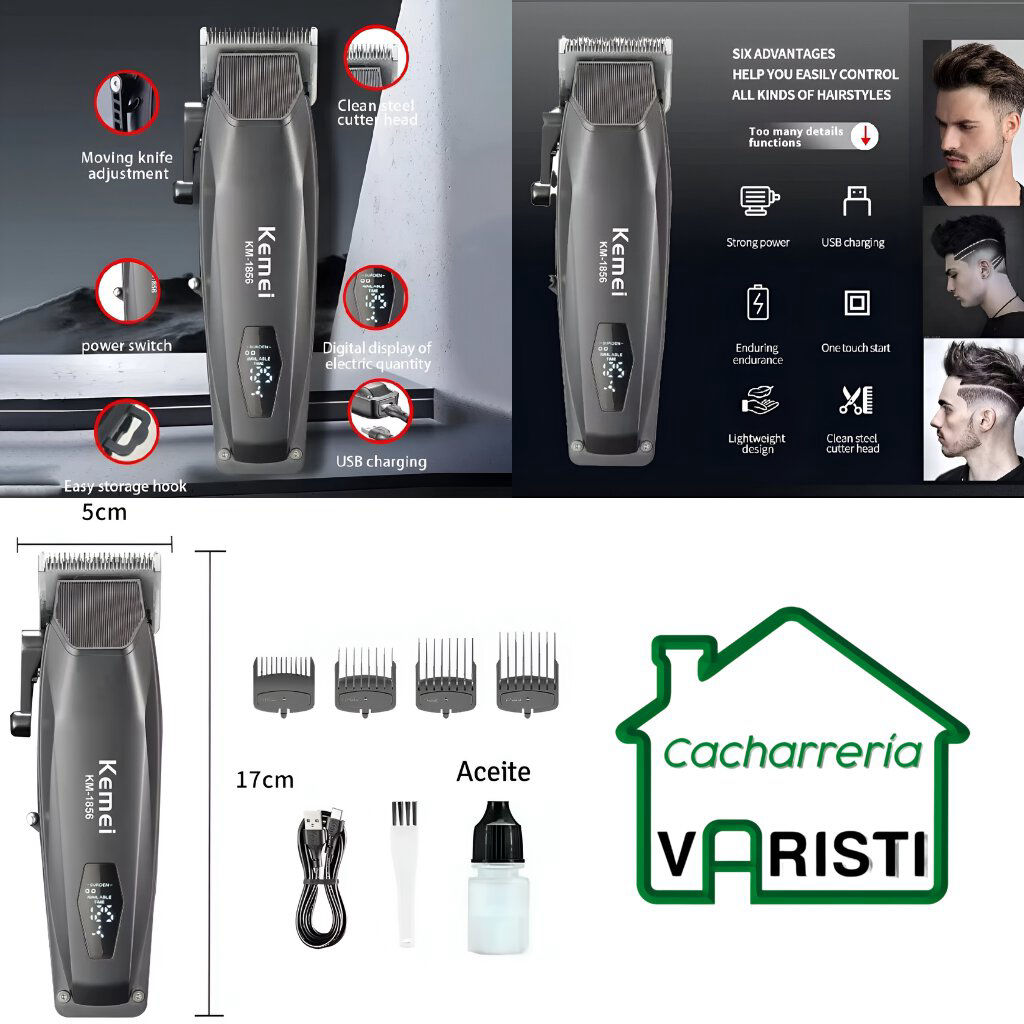 Clean steel
cutter head
Moving knife
adjustment
Kemei
KM-1856
power switch
Digital display of
electric quantity
USB charging
Easy storage hook
SIX ADVANTAGES
HELP YOU EASILY CONTROL
ALL KINDS OF HAIRSTYLES
Too many details
functions
Strong power
USB charging
Enduring
endurance
One touch start
Lightweight
design
Clean steel
cutter head
Kemei
KM-1856
5cm
17cm
Kemei
KM-1856
Aceite
Cacharrería
VARISTI